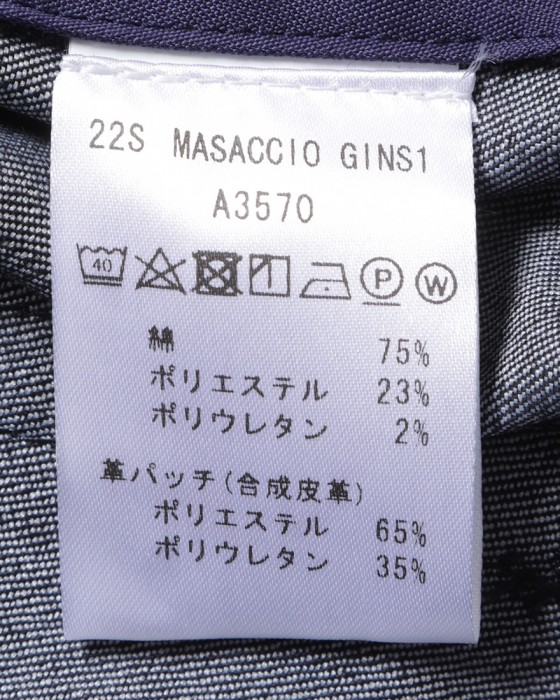 22S MASACCIO GINS1
A3570
40 P W
綿 75%
ポリエステル 23%
ポリウレタン 2%
革パッチ(合成皮革)
ポリエステル 65%
ポリウレタン 35%